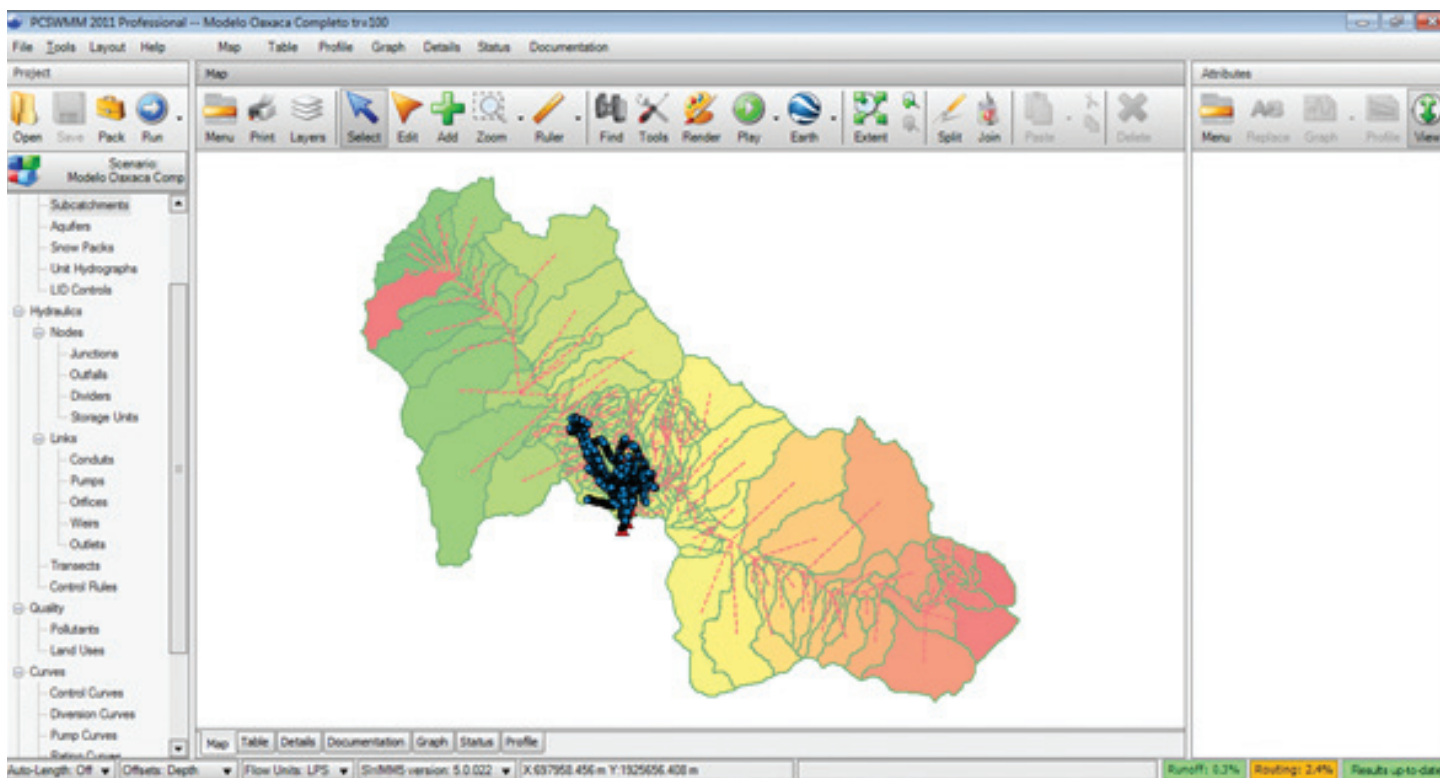 PCSWMM 2011 Professional -- Modelo Oaxaca Completo tr=100
File Tools Layout Help Map Table Profile Graph Details Status Documentation
Project Map Attributes
Open Save Pack Run Menu Print Layers Select Edit Add Zoom Ruler Find Tools Render Play Earth Extent Split Join Paste Delete Menu Replace Graph Profile View
Scenario:
Modelo Oaxaca Comp
Subcatchments
Aquifers
Snow Packs
Unit Hydrographs
LID Controls
Hydraulics
Nodes
Junctions
Outfalls
Dividers
Storage Units
Links
Conduits
Pumps
Orifices
Weirs
Outlets
Transects
Control Rules
Quality
Pollutants
Land Uses
Curves
Control Curves
Diversion Curves
Pump Curves
Rating Curves
Map Table Details Documentation Graph Status Profile
Auto-Length: Off Offsets: Depth Flow Units: LPS SWMM5 version: 5.0.022 X:697958.456 m Y:1925656.408 m Runoff: 0.3% Routing: 2.4% Results up-to-date